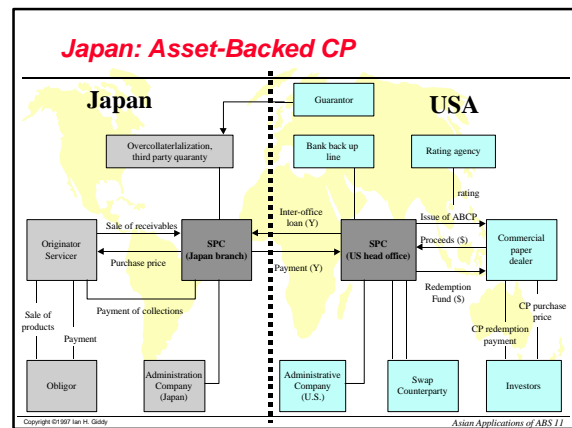 Japan: Asset-Backed CP
Japan
USA
Guarantor
Overcollaterlalization,
third party quaranty
Bank back up
line
Rating agency
rating
Sale of receivables
Inter-office
loan (Y)
Issue of ABCP
Originator
Servicer
SPC
(Japan branch)
SPC
(US head office)
Proceeds ($)
Commercial
paper
dealer
Purchase price
Payment (Y)
Redemption
Fund ($)
Payment of collections
Sale of
products
Payment
CP purchase
price
CP redemption
payment
Obligor
Administration
Company
(Japan)
Administrative
Company
(U.S.)
Swap
Counterparty
Investors
Copyright ©1997 Ian H. Giddy
Asian Applications of ABS 11